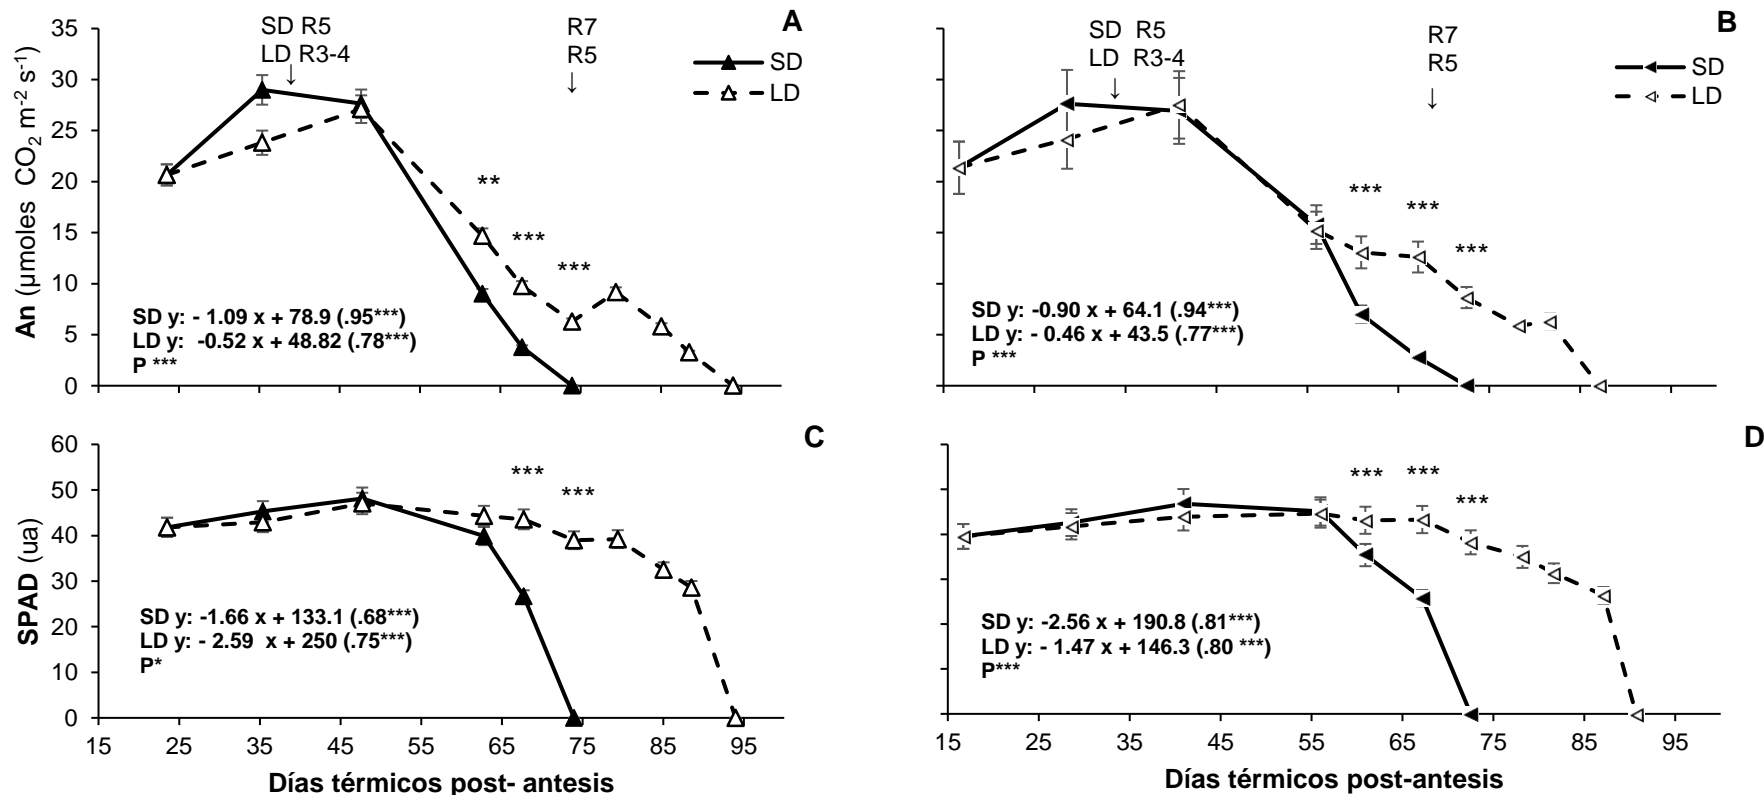 A
SD R5
LD R3-4
↓
R7
R5
↓
SD
LD
35
30
25
20
15
10
5
0
An (µmoles CO2 m-2 s-1)
**
***
***
SD y: - 1.09 x + 78.9 (.95***)
LD y: -0.52 x + 48.82 (.78***)
P ***
B
SD R5
LD R3-4
↓
R7
R5
↓
SD
LD
***
***
***
SD y: -0.90 x + 64.1 (.94***)
LD y: - 0.46 x + 43.5 (.77***)
P ***
C
60
50
40
30
20
10
0
SPAD (ua)
***
***
SD y: -1.66 x + 133.1 (.68***)
LD y: - 2.59 x + 250 (.75***)
P*
15 25 35 45 55 65 75 85 95
Días térmicos post- antesis
D
***
***
***
SD y: -2.56 x + 190.8 (.81***)
LD y: - 1.47 x + 146.3 (.80 ***)
P***
15 25 35 45 55 65 75 85 95
Días térmicos post-antesis